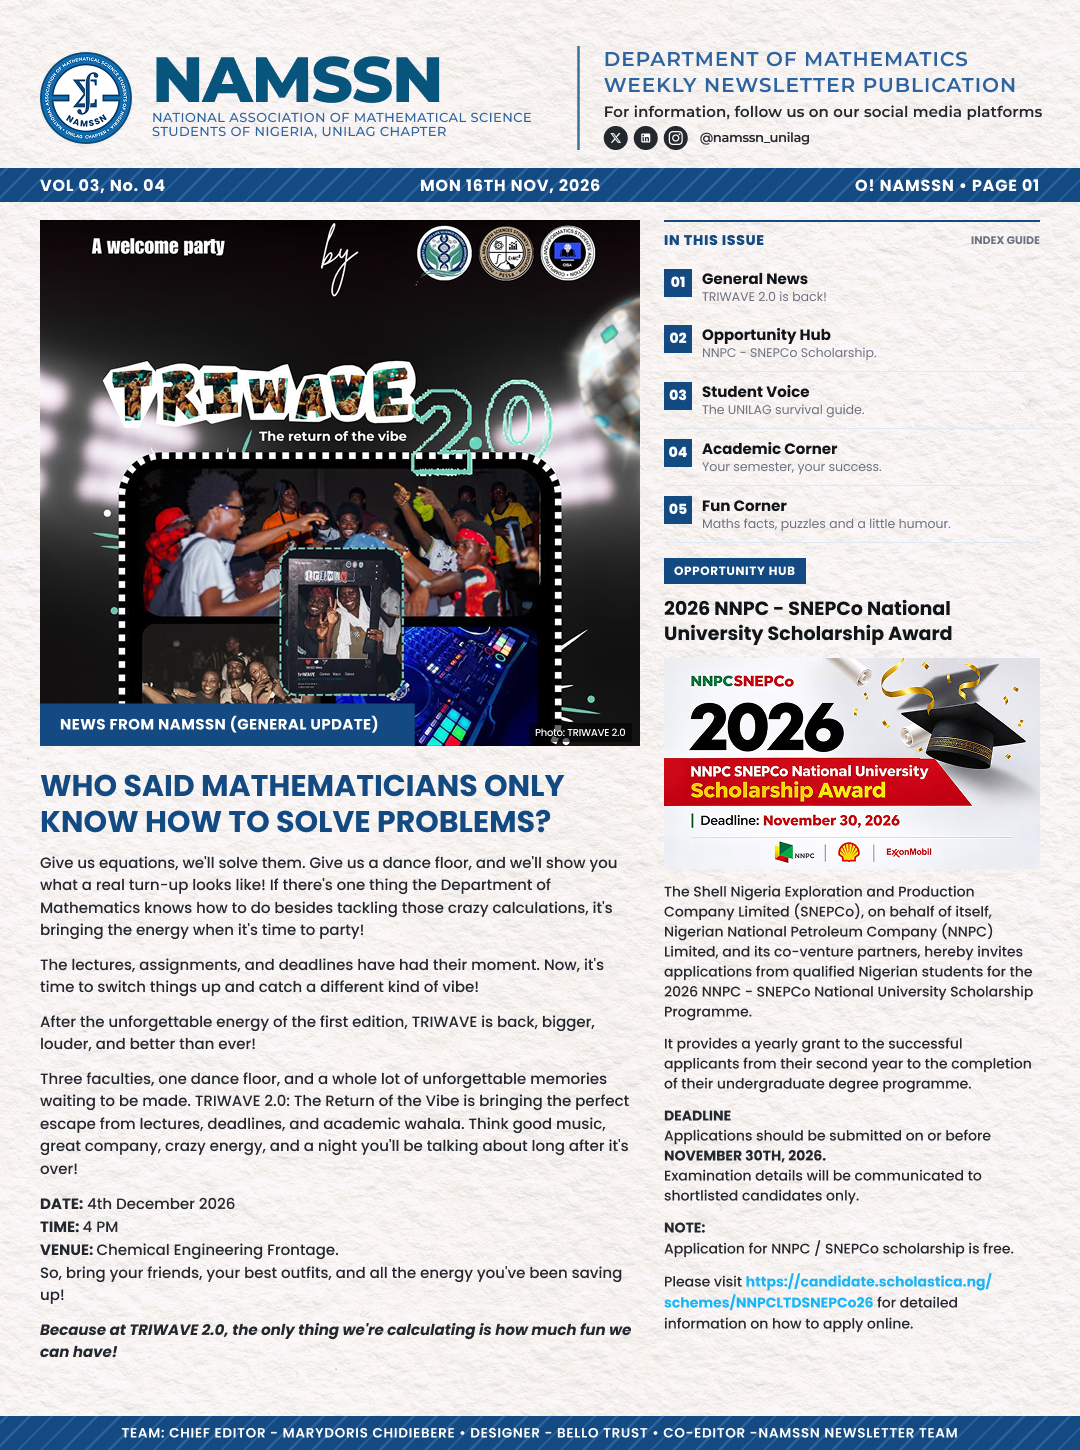 NAMSSN
NATIONAL ASSOCIATION OF MATHEMATICAL SCIENCE
STUDENTS OF NIGERIA, UNILAG CHAPTER
DEPARTMENT OF MATHEMATICS
WEEKLY NEWSLETTER PUBLICATION
For information, follow us on our social media platforms
@namssn_unilag
VOL 03, No. 04
MON 16TH NOV, 2026
O! NAMSSN • PAGE 01
A welcome party
by
TRIWAVE
2.0
The return of the vibe
NEWS FROM NAMSSN (GENERAL UPDATE)
Photo: TRIWAVE 2.0
WHO SAID MATHEMATICIANS ONLY
KNOW HOW TO SOLVE PROBLEMS?
Give us equations, we'll solve them. Give us a dance floor, and we'll show you
what a real turn-up looks like! If there's one thing the Department of
Mathematics knows how to do besides tackling those crazy calculations, it's
bringing the energy when it's time to party!
The lectures, assignments, and deadlines have had their moment. Now, it's
time to switch things up and catch a different kind of vibe!
After the unforgettable energy of the first edition, TRIWAVE is back, bigger,
louder, and better than ever!
Three faculties, one dance floor, and a whole lot of unforgettable memories
waiting to be made. TRIWAVE 2.0: The Return of the Vibe is bringing the perfect
escape from lectures, deadlines, and academic wahala. Think good music,
great company, crazy energy, and a night you'll be talking about long after it's
over!
DATE: 4th December 2026
TIME: 4 PM
VENUE: Chemical Engineering Frontage.
So, bring your friends, your best outfits, and all the energy you've been saving
up!
Because at TRIWAVE 2.0, the only thing we're calculating is how much fun we
can have!
IN THIS ISSUE
INDEX GUIDE
01
General News
TRIWAVE 2.0 is back!
02
Opportunity Hub
NNPC - SNEPCo Scholarship.
03
Student Voice
The UNILAG survival guide.
04
Academic Corner
Your semester, your success.
05
Fun Corner
Maths facts, puzzles and a little humour.
OPPORTUNITY HUB
2026 NNPC - SNEPCo National
University Scholarship Award
NNPCSNEPCo
2026
NNPC SNEPCo National University
Scholarship Award
Deadline: November 30, 2026
NNPC
ExxonMobil
The Shell Nigeria Exploration and Production
Company Limited (SNEPCo), on behalf of itself,
Nigerian National Petroleum Company (NNPC)
Limited, and its co-venture partners, hereby invites
applications from qualified Nigerian students for the
2026 NNPC - SNEPCo National University Scholarship
Programme.
It provides a yearly grant to the successful
applicants from their second year to the completion
of their undergraduate degree programme.
DEADLINE
Applications should be submitted on or before
NOVEMBER 30TH, 2026.
Examination details will be communicated to
shortlisted candidates only.
NOTE:
Application for NNPC / SNEPCo scholarship is free.
Please visit https://candidate.scholastica.ng/
schemes/NNPCLTDSNEPCo26 for detailed
information on how to apply online.
TEAM: CHIEF EDITOR - MARYDORIS CHIDIEBERE • DESIGNER - BELLO TRUST • CO-EDITOR -NAMSSN NEWSLETTER TEAM